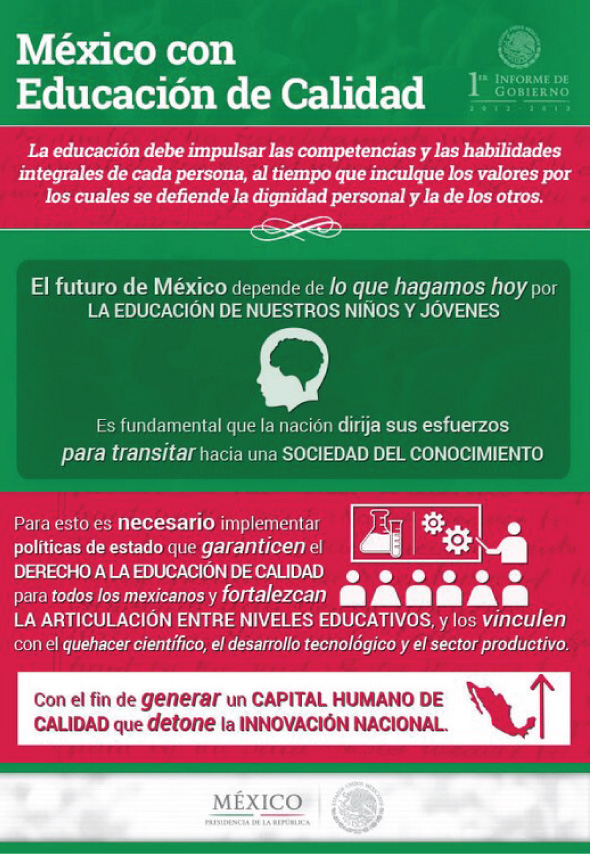 México con
Educación de Calidad
1ER INFORME DE
GOBIERNO
2012-2013
La educación debe impulsar las competencias y las habilidades
integrales de cada persona, al tiempo que inculque los valores por
los cuales se defiende la dignidad personal y la de los otros.
El futuro de México depende de lo que hagamos hoy por
LA EDUCACIÓN DE NUESTROS NIÑOS Y JÓVENES
Es fundamental que la nación dirija sus esfuerzos
para transitar hacia una SOCIEDAD DEL CONOCIMIENTO
Para esto es necesario implementar
políticas de estado que garanticen el
DERECHO A LA EDUCACIÓN DE CALIDAD
para todos los mexicanos y fortalezcan
LA ARTICULACIÓN ENTRE NIVELES EDUCATIVOS, y los vinculen
con el quehacer científico, el desarrollo tecnológico y el sector productivo.
Con el fin de generar un CAPITAL HUMANO DE
CALIDAD que detone la INNOVACIÓN NACIONAL.
MÉXICO
PRESIDENCIA DE LA REPÚBLICA